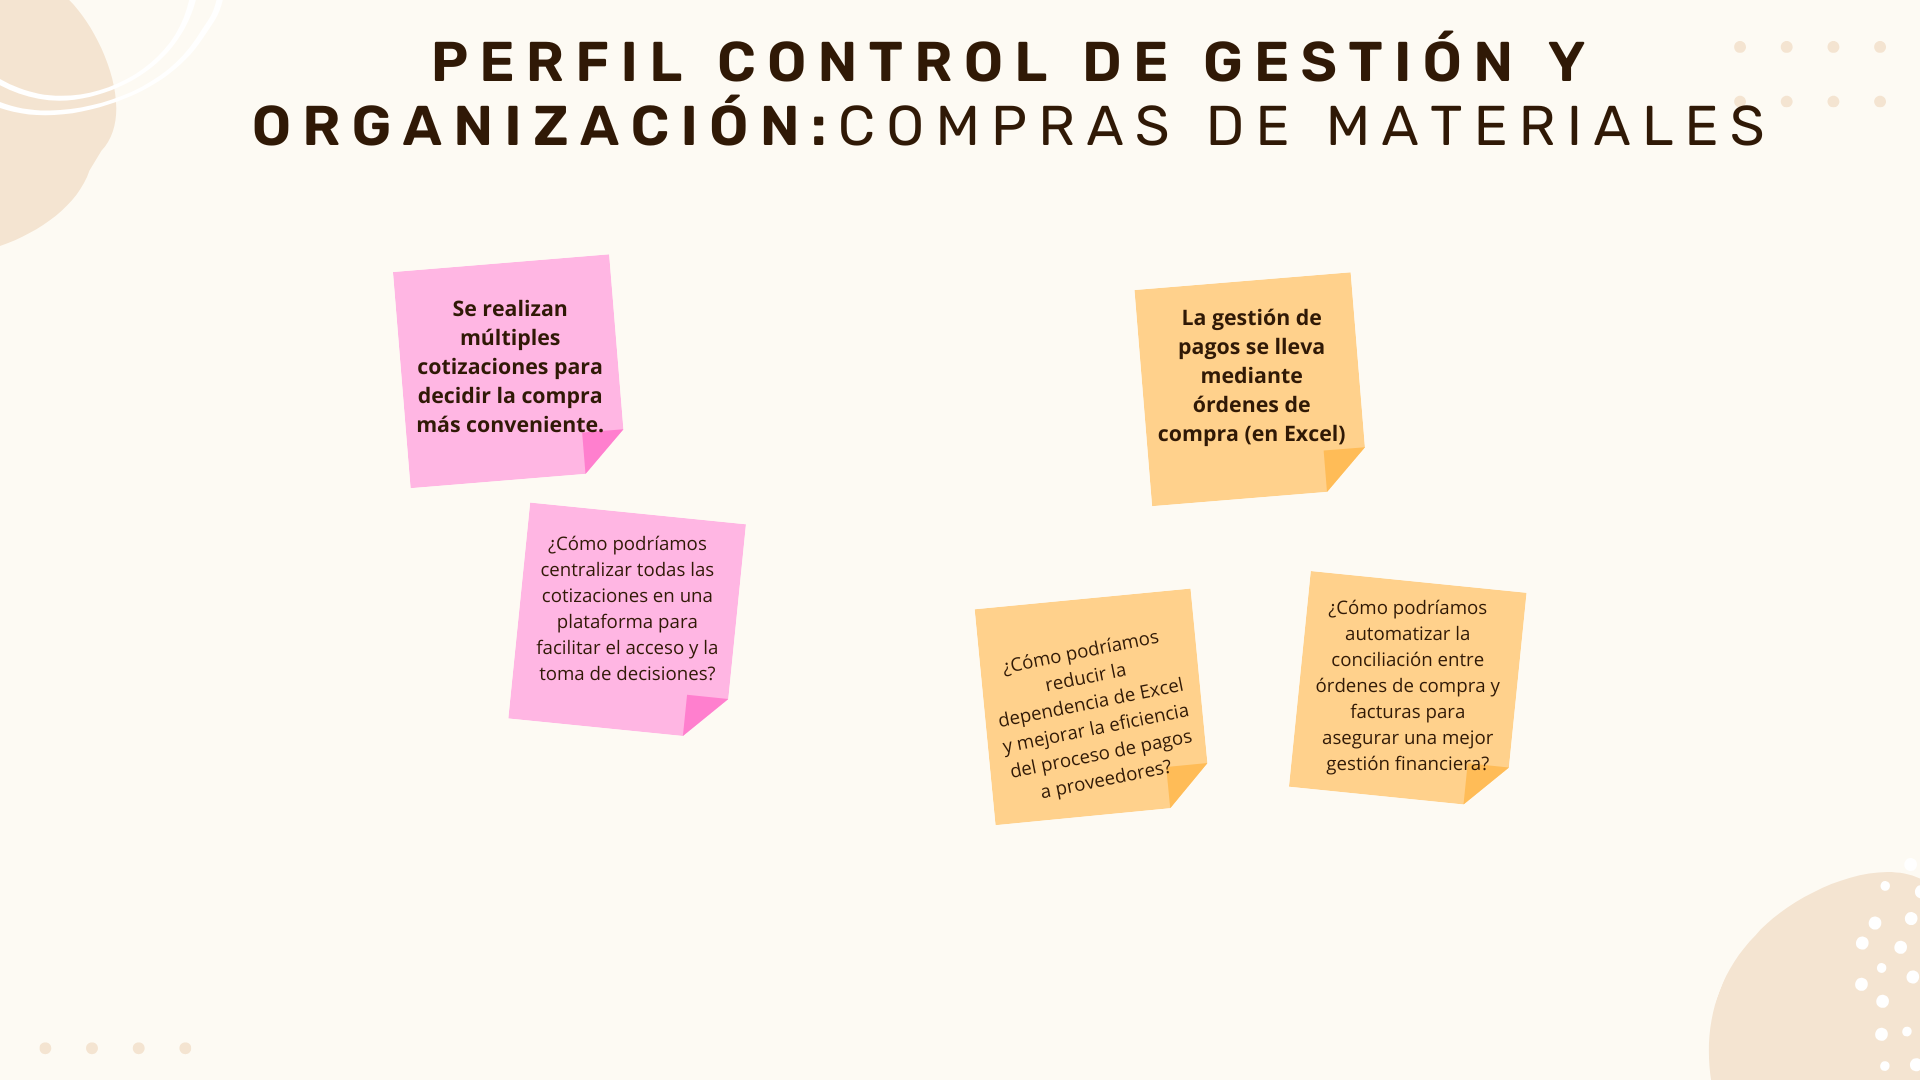 PERFIL CONTROL DE GESTIÓN Y
ORGANIZACIÓN:COMPRAS DE MATERIALES
Se realizan
múltiples
cotizaciones para
decidir la compra
más conveniente.
¿Cómo podríamos
centralizar todas las
cotizaciones en una
plataforma para
facilitar el acceso y la
toma de decisiones?
La gestión de
pagos se lleva
mediante
órdenes de
compra (en Excel)
¿Cómo podríamos
reducir la
dependencia de Excel
y mejorar la eficiencia
del proceso de pagos
a proveedores?
¿Cómo podríamos
automatizar la
conciliación entre
órdenes de compra y
facturas para
asegurar una mejor
gestión financiera?